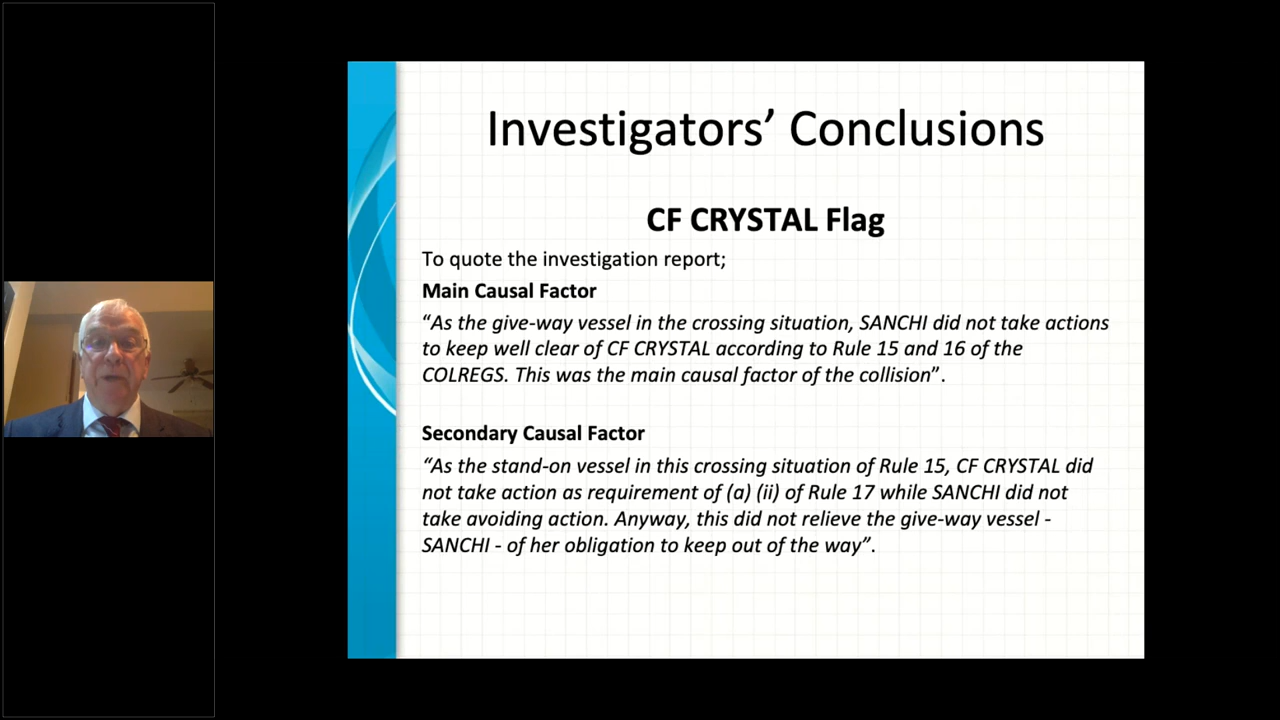 Investigators’ Conclusions
CF CRYSTAL Flag
To quote the investigation report;
Main Causal Factor
“As the give-way vessel in the crossing situation, SANCHI did not take actions
to keep well clear of CF CRYSTAL according to Rule 15 and 16 of the
COLREGS. This was the main causal factor of the collision”.
Secondary Causal Factor
“As the stand-on vessel in this crossing situation of Rule 15, CF CRYSTAL did
not take action as requirement of (a) (ii) of Rule 17 while SANCHI did not
take avoiding action. Anyway, this did not relieve the give-way vessel -
SANCHI - of her obligation to keep out of the way”.